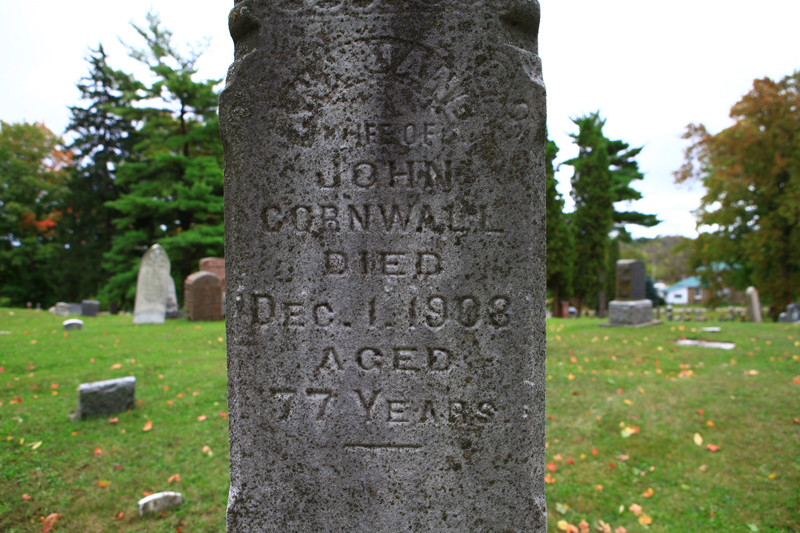 WIFE OF
JOHN
CORNWALL
DIED
DEC. 1. 1903
AGED
77 YEARS.